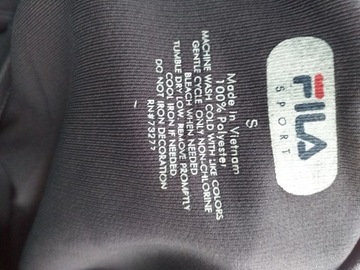 FILA
SPORT
S
Made in Vietnam
100% Polyester
MACHINE WASH COLD WITH LIKE COLORS
GENTLE CYCLE ONLY NON-CHLORINE
BLEACH WHEN NEEDED
TUMBLE DRY LOW, REMOVE PROMPTLY
COOL IRON IF NEEDED
DO NOT IRON DECORATION
RN#73277